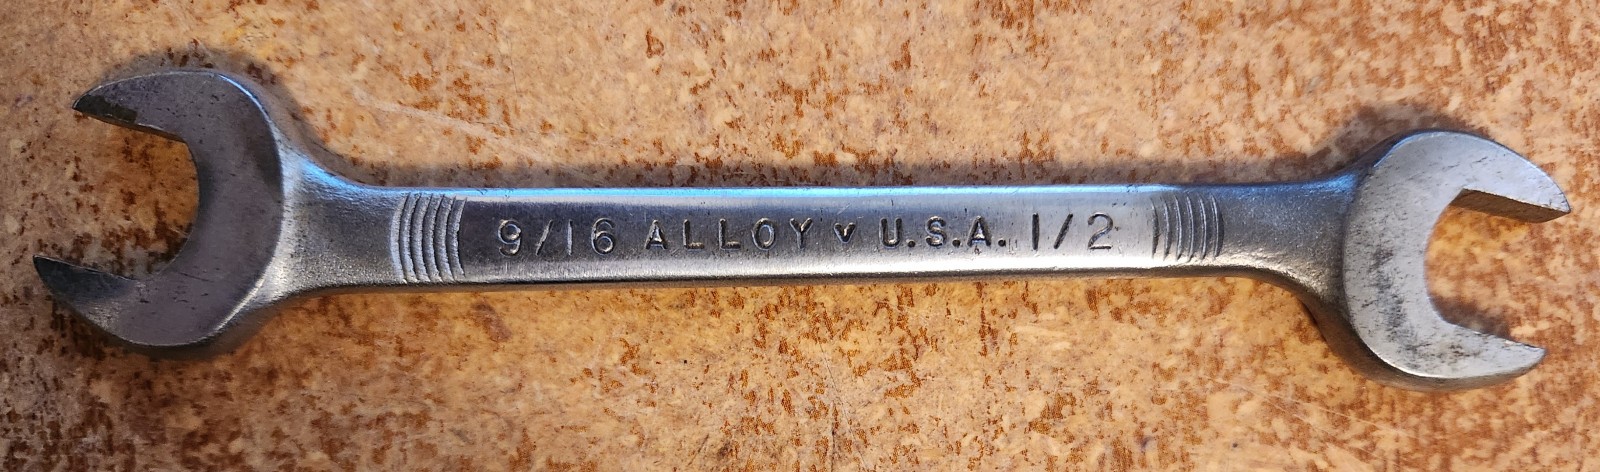 9/16 ALLOY v U.S.A. 1/2